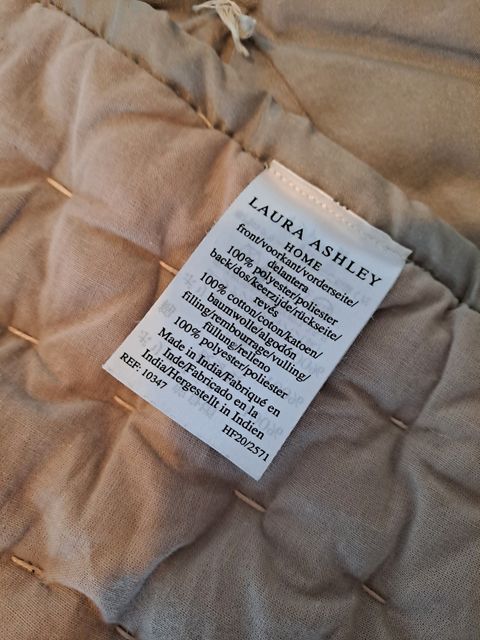 LAURA ASHLEY
HOME
front/voorkant/vorderseite/
delantera
100% polyester/poliester
back/dos/keerzijde/rückseite/
revés
100% cotton/coton/katoen/
baumwolle/algodón
filling/rembourrage/vulling/
füllung/relleno
100% polyester/poliester
Made in India/Fabriqué en
Inde/Fabricado en la
India/Hergestellt in Indien
REF: 10347
HF20/2571